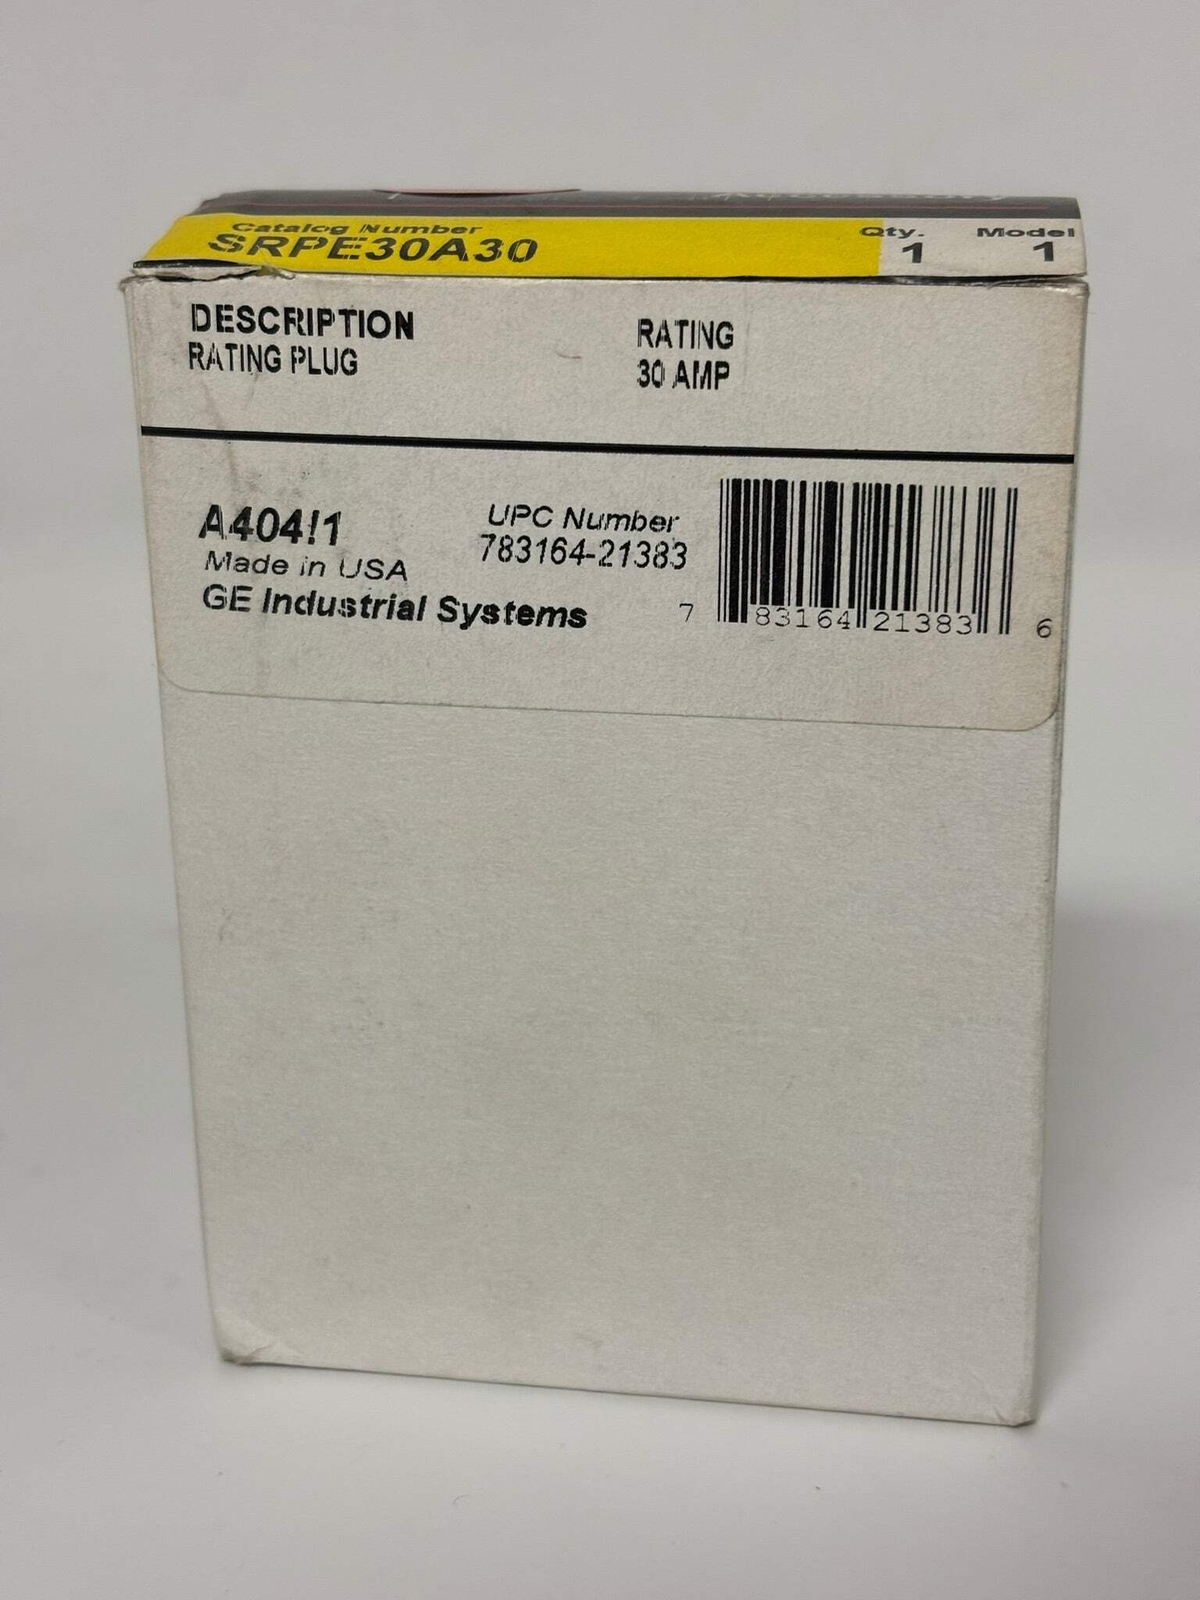 Catalog Number
SRPE30A30
Qty.
1
Model
1
DESCRIPTION
RATING PLUG
RATING
30 AMP
A404!1
Made in USA
GE Industrial Systems
UPC Number
783164-21383
7 83164 21383 6